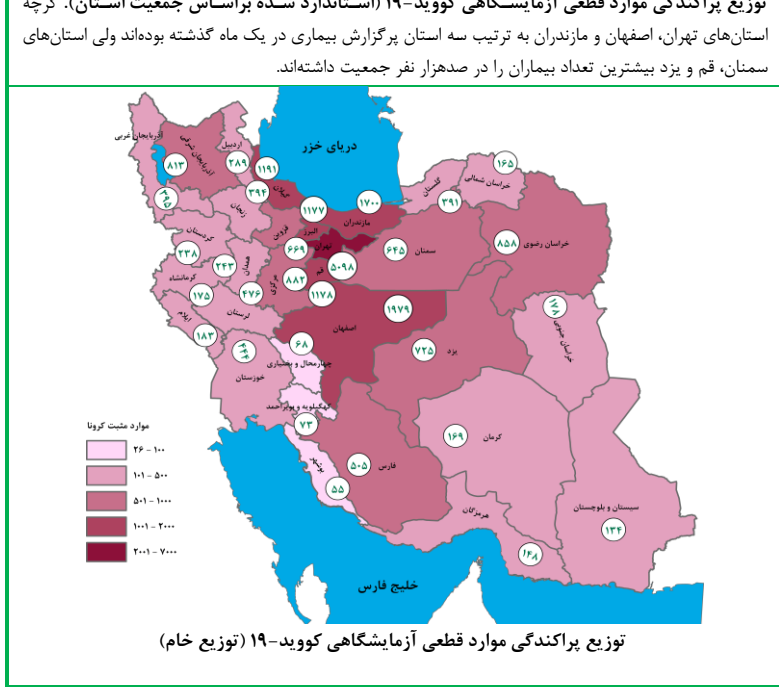 توزیع پراکندگی موارد قطعی آزمایشگاهی کووید-۱۹ (استاندارد شده براساس جمعیت استان). گرچه
استان‌های تهران، اصفهان و مازندران به ترتیب سه استان پرگزارش بیماری در یک ماه گذشته بوده‌اند ولی استان‌های
سمنان، قم و یزد بیشترین تعداد بیماران را در صدهزار نفر جمعیت داشته‌اند.
آذربایجان غربی
آذربایجان شرقی
اردبیل
دریای خزر
۸۱۳
۲۸۹
۱۱۹۱
۱۶۵
خراسان شمالی
گلستان
۳۹۵
زنجان
۳۹۴
گیلان
۱۱۷۷
۱۷۰۰
۳۹۱
مازندران
کردستان
قزوین
البرز
تهران
۲۳۸
۲۴۳
همدان
۶۶۹
۶۴۵
سمنان
۸۵۸
خراسان رضوی
کرمانشاه
مرکزی
۸۸۲
قم
۵۰۹۸
۱۷۵
۴۷۶
۱۱۷۸
ایلام
لرستان
۱۹۷۹
۱۷۸
۱۸۳
۴۴۴
۶۸
اصفهان
خراسان جنوبی
خوزستان
چهارمحال و بختیاری
۷۲۵
یزد
کهگیلویه و بویراحمد
۷۳
۱۶۹
کرمان
بوشهر
۵۰۵
فارس
۵۵
هرمزگان
سیستان و بلوچستان
۱۳۴
۱۴۸
خلیج فارس
موارد مثبت کرونا
۲۶ - ۱۰۰
۱۰۱ - ۵۰۰
۵۰۱ - ۱۰۰۰
۱۰۰۱ - ۲۰۰۰
۲۰۰۱ - ۷۰۰۰
توزیع پراکندگی موارد قطعی آزمایشگاهی کووید-۱۹ (توزیع خام)